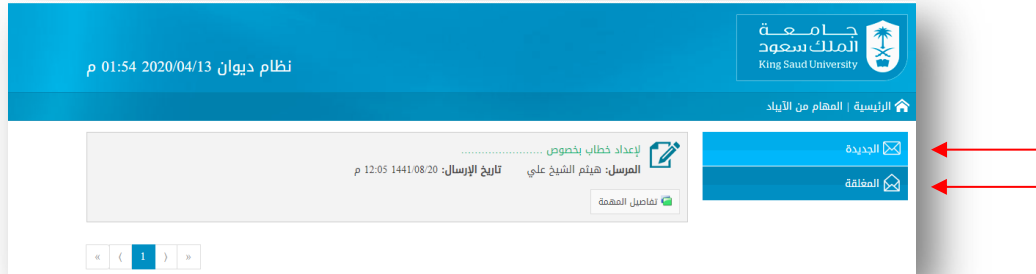 جــامــعــة
الملك سعود
King Saud University
نظام ديوان 2020/04/13 01:54 م
الرئيسية | المهام من الآيباد
الجديدة
المغلقة
لإعداد خطاب بخصوص .......................
المرسل: هيثم الشيخ علي تاريخ الإرسال: 1441/08/20 12:05 م
تفاصيل المهمة
« ⟨ 1 ⟩ »